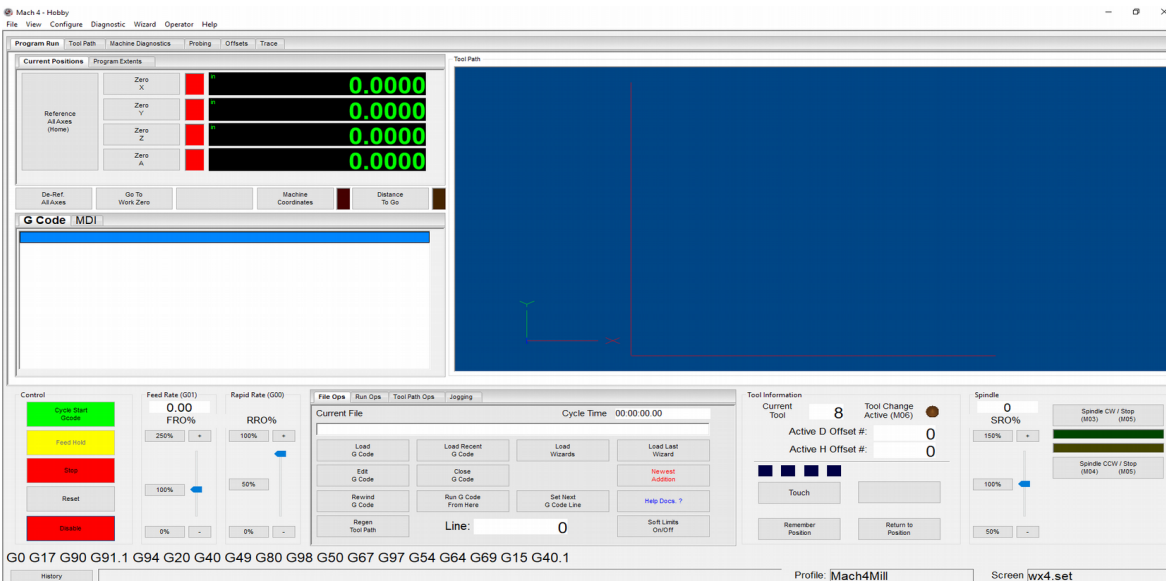 Mach 4 - Hobby
File View Configure Diagnostic Wizard Operator Help
Program Run Tool Path Machine Diagnostics Probing Offsets Trace
Current Positions Program Extents
Reference
All Axes
(Home)
Zero
X
in
0.0000
Zero
Y
in
0.0000
Zero
Z
in
0.0000
Zero
A
0.0000
De-Ref.
All Axes
Go To
Work Zero
Machine
Coordinates
Distance
To Go
G Code MDI
Tool Path
Y
X
Control
Cycle Start
Gcode
Feed Hold
Stop
Reset
Disable
Feed Rate (G01)
0.00
FRO%
250% +
100%
0% -
Rapid Rate (G00)
RRO%
100% +
50%
0% -
File Ops Run Ops Tool Path Ops Jogging
Current File Cycle Time 00:00:00.00
Load
G Code
Load Recent
G Code
Load
Wizards
Load Last
Wizard
Edit
G Code
Close
G Code
Newest
Addition
Rewind
G Code
Run G Code
From Here
Set Next
G Code Line
Help Docs. ?
Regen
Tool Path
Line: 0
Soft Limits
On/Off
Tool Information
Current
Tool
8
Tool Change
Active (M06)
Active D Offset #: 0
Active H Offset #: 0
Touch
Remember
Position
Return to
Position
Spindle
0
SRO%
150% +
100%
50% -
Spindle CW / Stop
(M03) (M05)
Spindle CCW / Stop
(M04) (M05)
G0 G17 G90 G91.1 G94 G20 G40 G49 G80 G98 G50 G67 G97 G54 G64 G69 G15 G40.1
History
Profile: Mach4Mill
Screen wx4.set